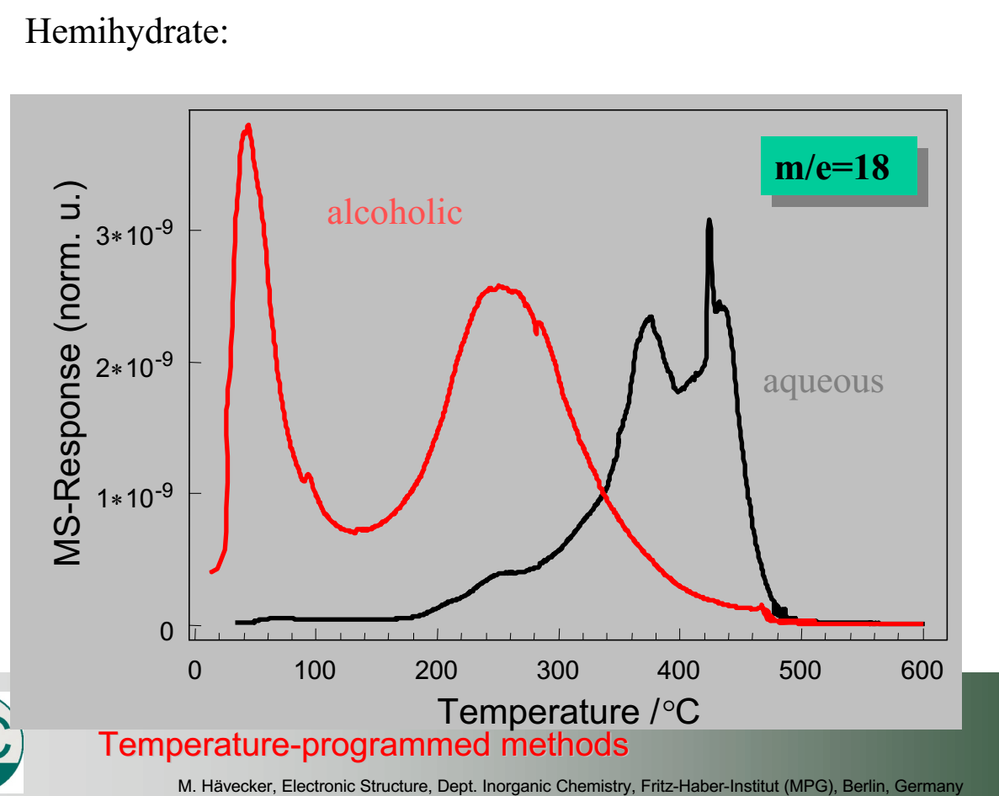 Hemihydrate:
m/e=18
alcoholic
aqueous
MS-Response (norm. u.)
3*10-9
2*10-9
1*10-9
0
0 100 200 300 400 500 600
Temperature /°C
C
Temperature-programmed methods
M. Hävecker, Electronic Structure, Dept. Inorganic Chemistry, Fritz-Haber-Institut (MPG), Berlin, Germany